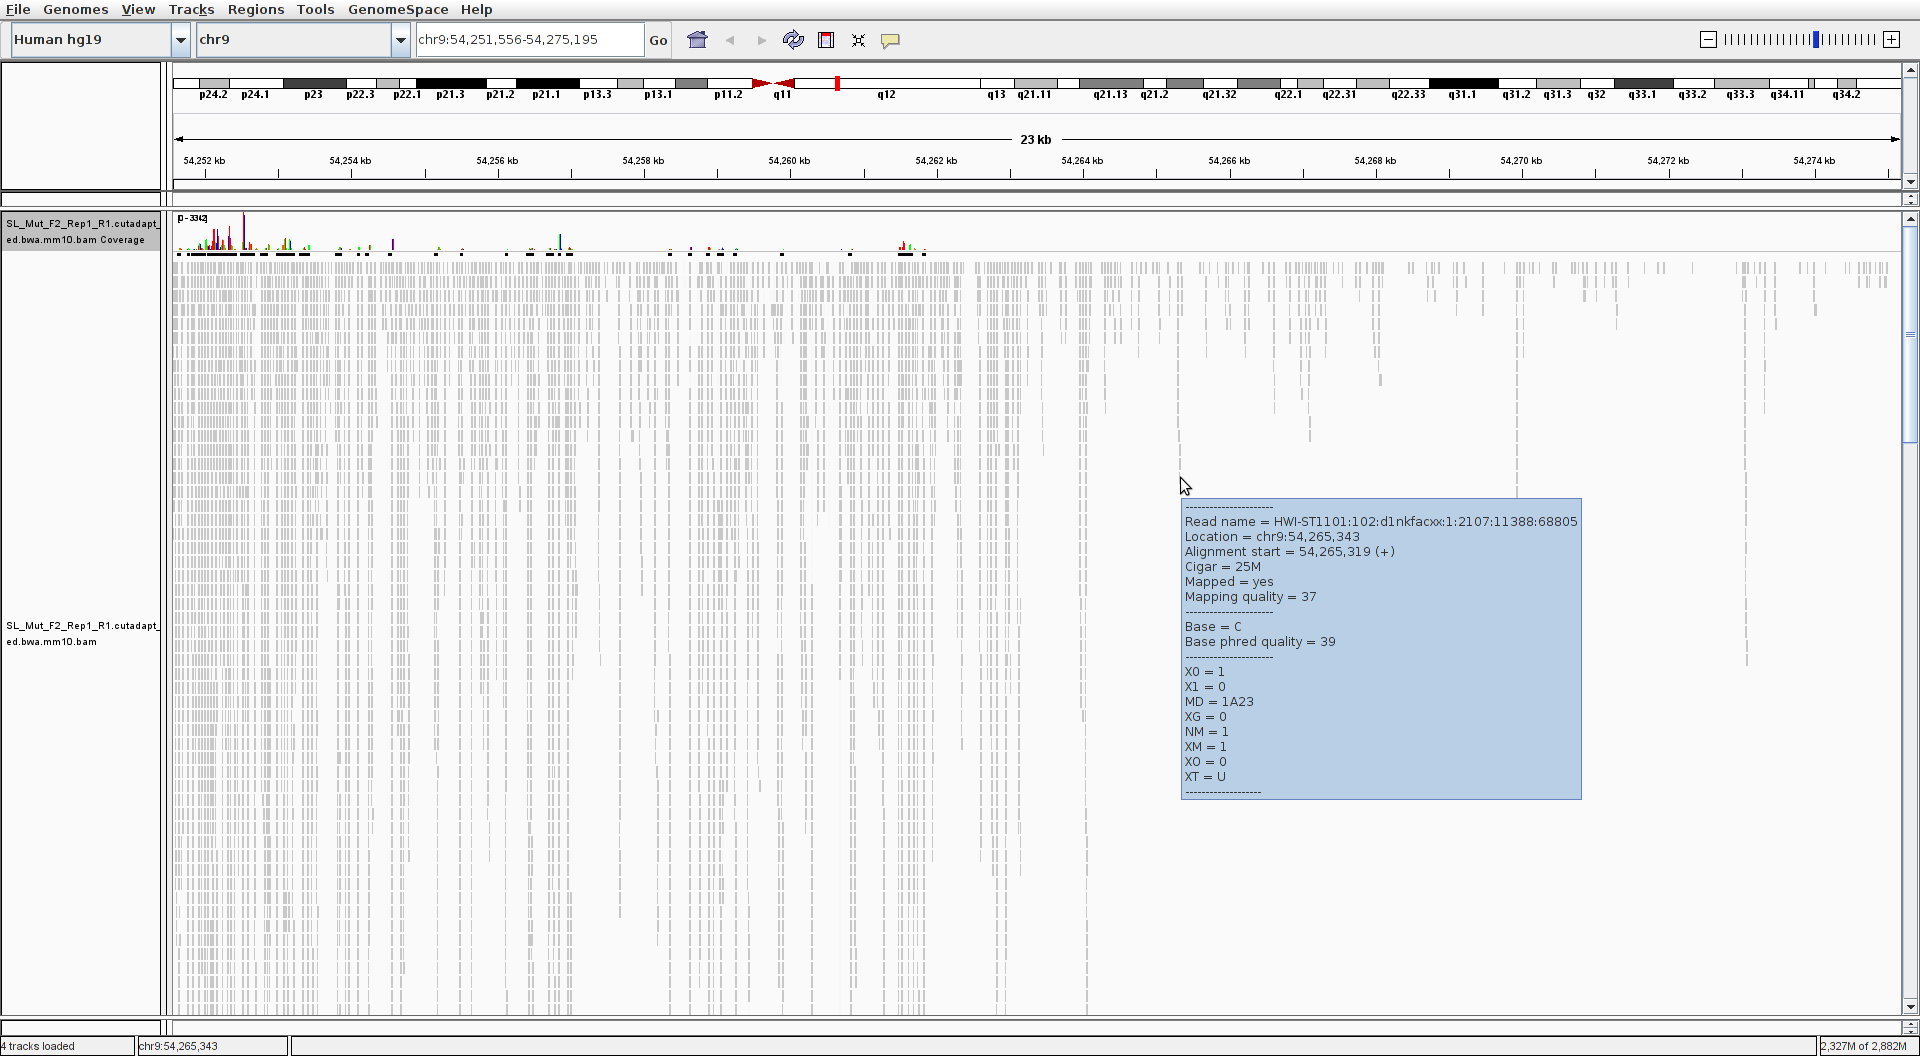 File Genomes View Tracks Regions Tools GenomeSpace Help
Human hg19 chr9 chr9:54,251,556-54,275,195 Go
p24.2 p24.1 p23 p22.3 p22.1 p21.3 p21.2 p21.1 p13.3 p13.1 p11.2 q11 q12 q13 q21.11 q21.13 q21.2 q21.32 q22.1 q22.31 q22.33 q31.1 q31.2 q31.3 q32 q33.1 q33.2 q33.3 q34.11 q34.2
23 kb
54,252 kb 54,254 kb 54,256 kb 54,258 kb 54,260 kb 54,262 kb 54,264 kb 54,266 kb 54,268 kb 54,270 kb 54,272 kb 54,274 kb
[0 - 3342]
SL_Mut_F2_Rep1_R1.cutadapt_
ed.bwa.mm10.bam Coverage
SL_Mut_F2_Rep1_R1.cutadapt_
ed.bwa.mm10.bam
----------------------
Read name = HWI-ST1101:102:d1nkfacxx:1:2107:11388:68805
Location = chr9:54,265,343
Alignment start = 54,265,319 (+)
Cigar = 25M
Mapped = yes
Mapping quality = 37
----------------------
Base = C
Base phred quality = 39
----------------------
X0 = 1
X1 = 0
MD = 1A23
XG = 0
NM = 1
XM = 1
XO = 0
XT = U
-------------------
4 tracks loaded chr9:54,265,343 2,327M of 2,882M